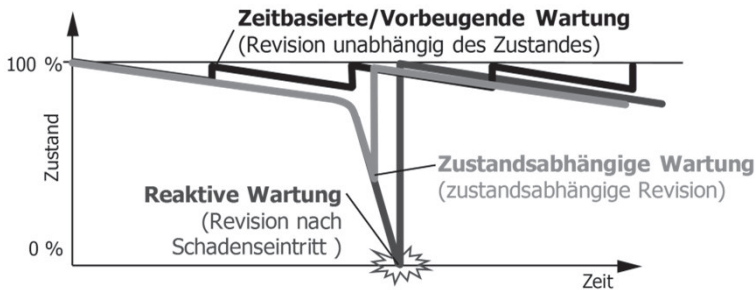 Zeitbasierte/Vorbeugende Wartung
(Revision unabhängig des Zustandes)
100 %
Zustand
Zustandsabhängige Wartung
(zustandsabhängige Revision)
Reaktive Wartung
(Revision nach
Schadenseintritt )
0 %
Zeit